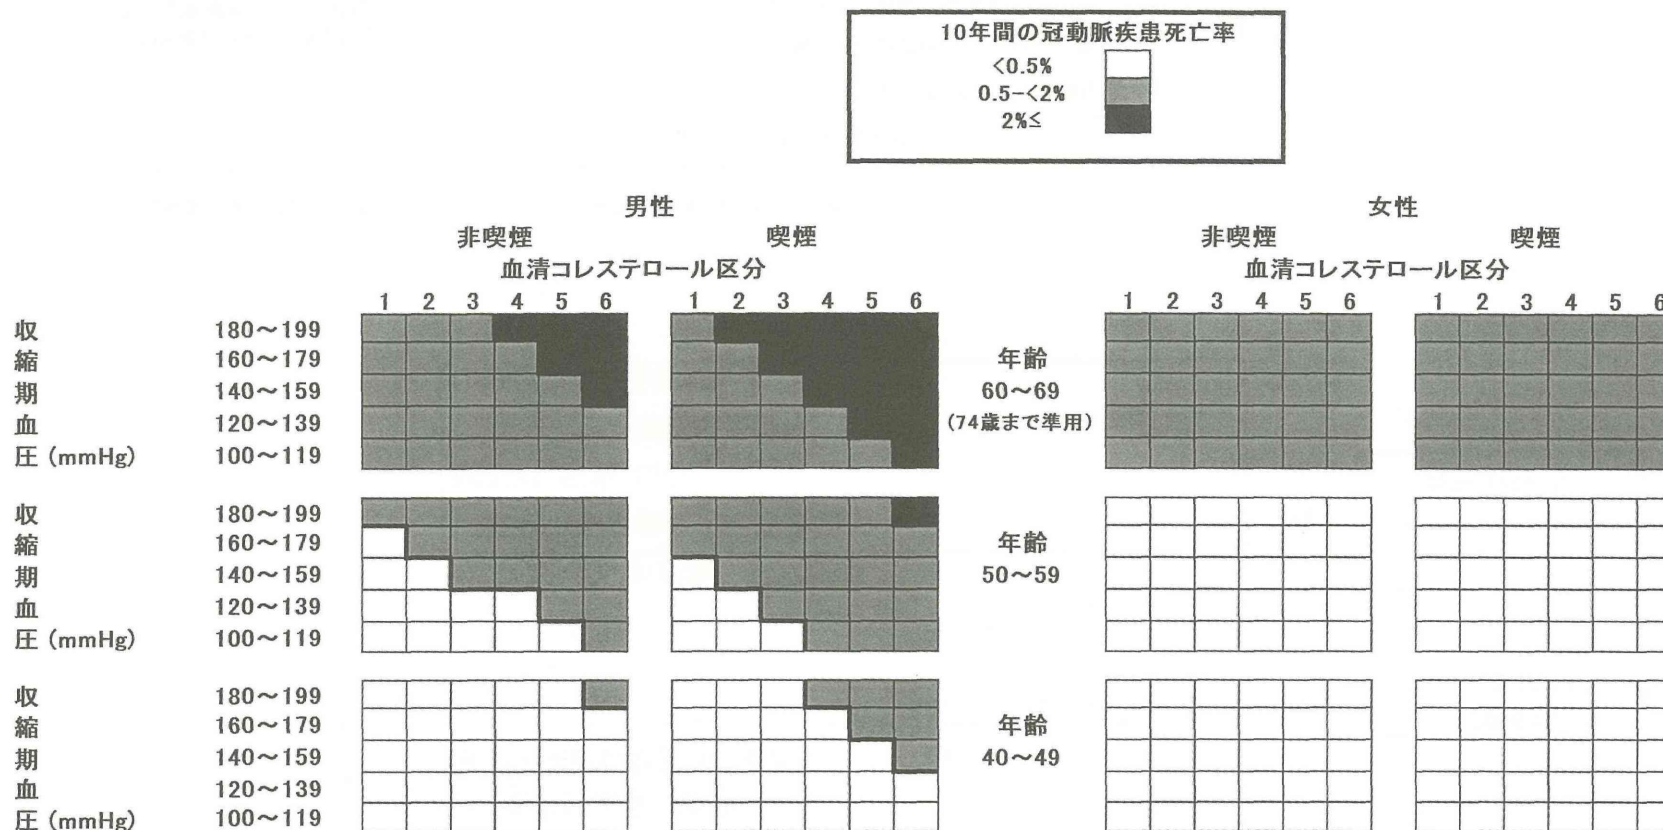 10年間の冠動脈疾患死亡率
<0.5%
0.5-<2%
2%≤
男性 女性
非喫煙 喫煙 非喫煙 喫煙
血清コレステロール区分 血清コレステロール区分
1 2 3 4 5 6 1 2 3 4 5 6 1 2 3 4 5 6 1 2 3 4 5 6
収 180~199
縮 160~179 年齢
期 140~159 60~69
血 120~139 (74歳まで準用)
圧 (mmHg) 100~119
収 180~199
縮 160~179 年齢
期 140~159 50~59
血 120~139
圧 (mmHg) 100~119
収 180~199
縮 160~179 年齢
期 140~159 40~49
血 120~139
圧 (mmHg) 100~119